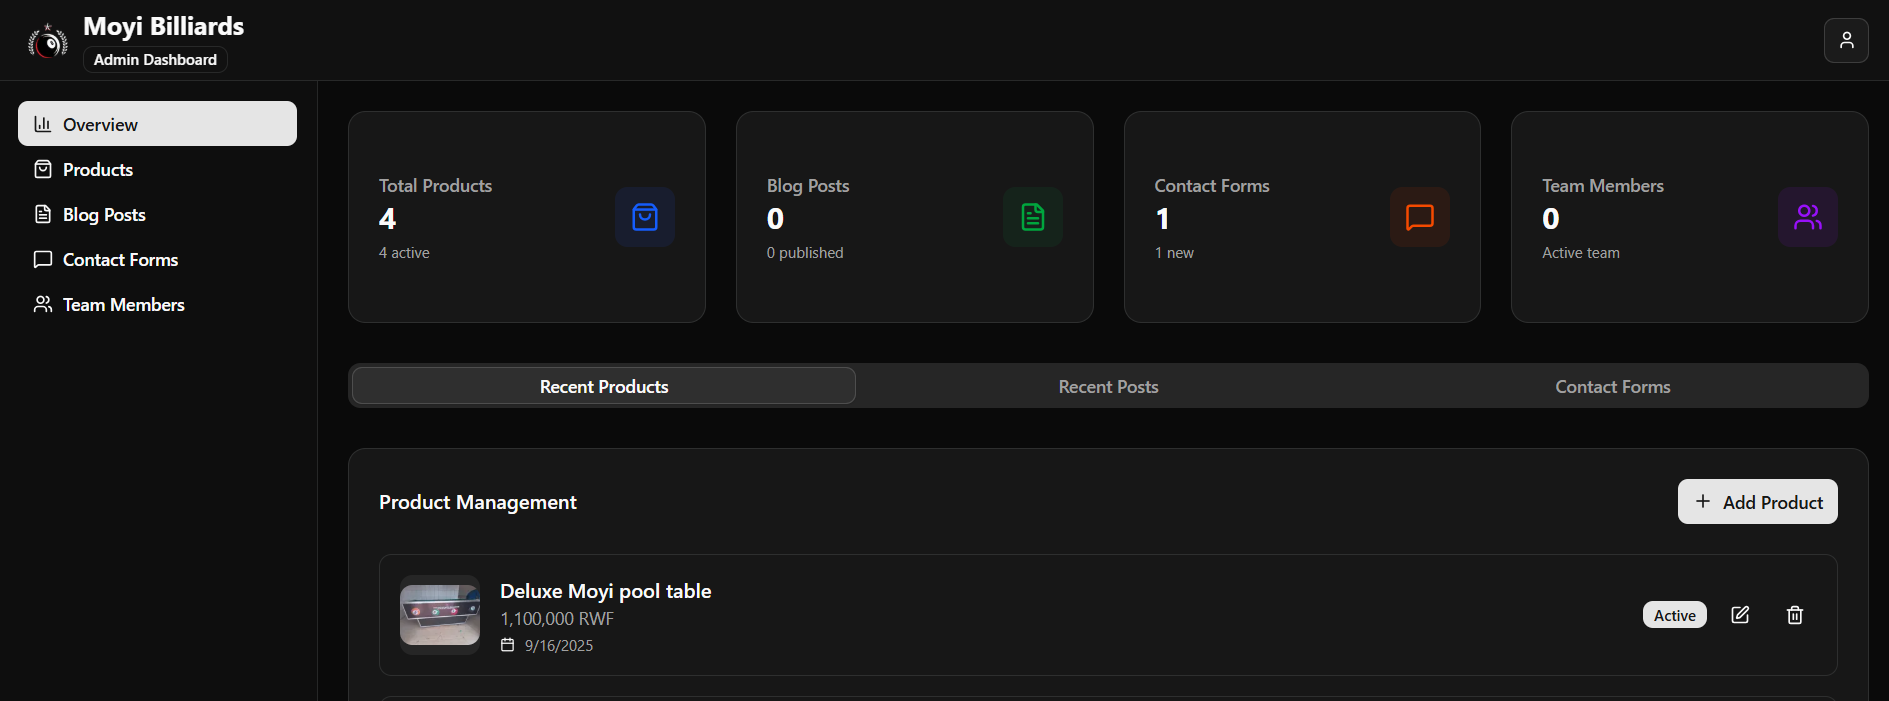 Moyi Billiards
Admin Dashboard
Overview
Products
Blog Posts
Contact Forms
Team Members
Total Products
4
4 active
Blog Posts
0
0 published
Contact Forms
1
1 new
Team Members
0
Active team
Recent Products
Recent Posts
Contact Forms
Product Management
Add Product
Deluxe Moyi pool table
1,100,000 RWF
9/16/2025
Active